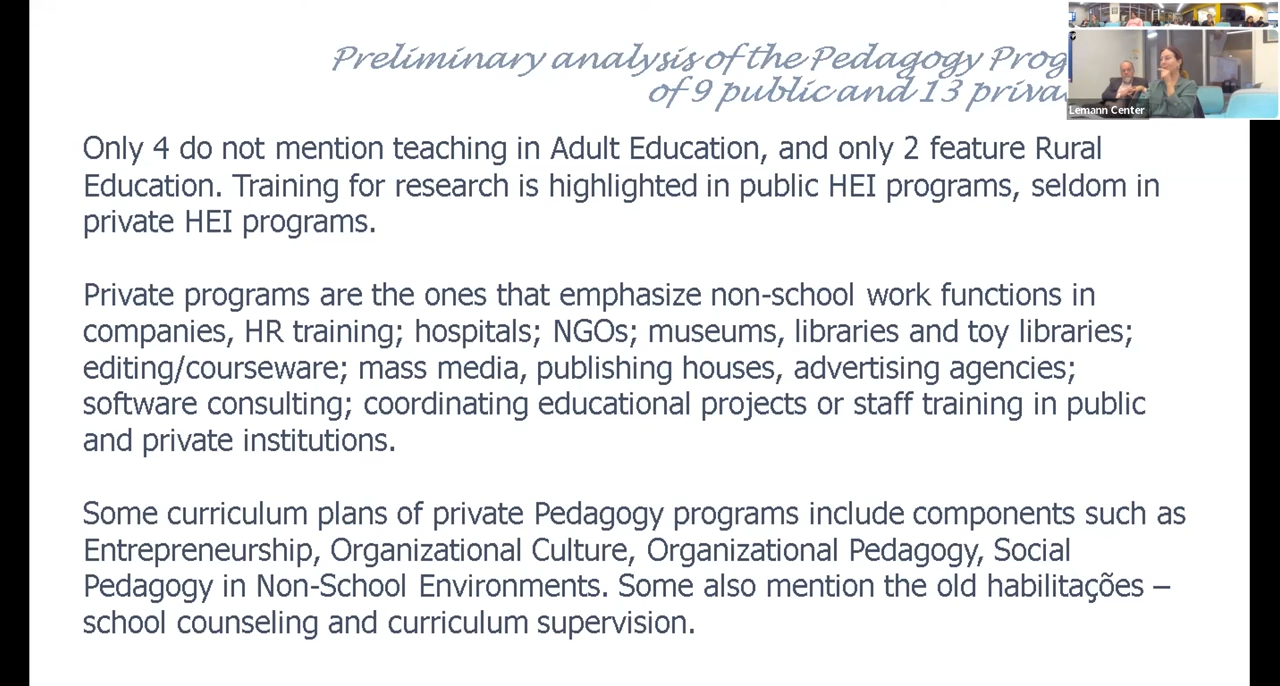 Preliminary analysis of the Pedagogy
of 9 public and 13
Lemann Center
Only 4 do not mention teaching in Adult Education, and only 2 feature Rural
Education. Training for research is highlighted in public HEI programs, seldom in
private HEI programs.
Private programs are the ones that emphasize non-school work functions in
companies, HR training; hospitals; NGOs; museums, libraries and toy libraries;
editing/courseware; mass media, publishing houses, advertising agencies;
software consulting; coordinating educational projects or staff training in public
and private institutions.
Some curriculum plans of private Pedagogy programs include components such as
Entrepreneurship, Organizational Culture, Organizational Pedagogy, Social
Pedagogy in Non-School Environments. Some also mention the old habilitações –
school counseling and curriculum supervision.